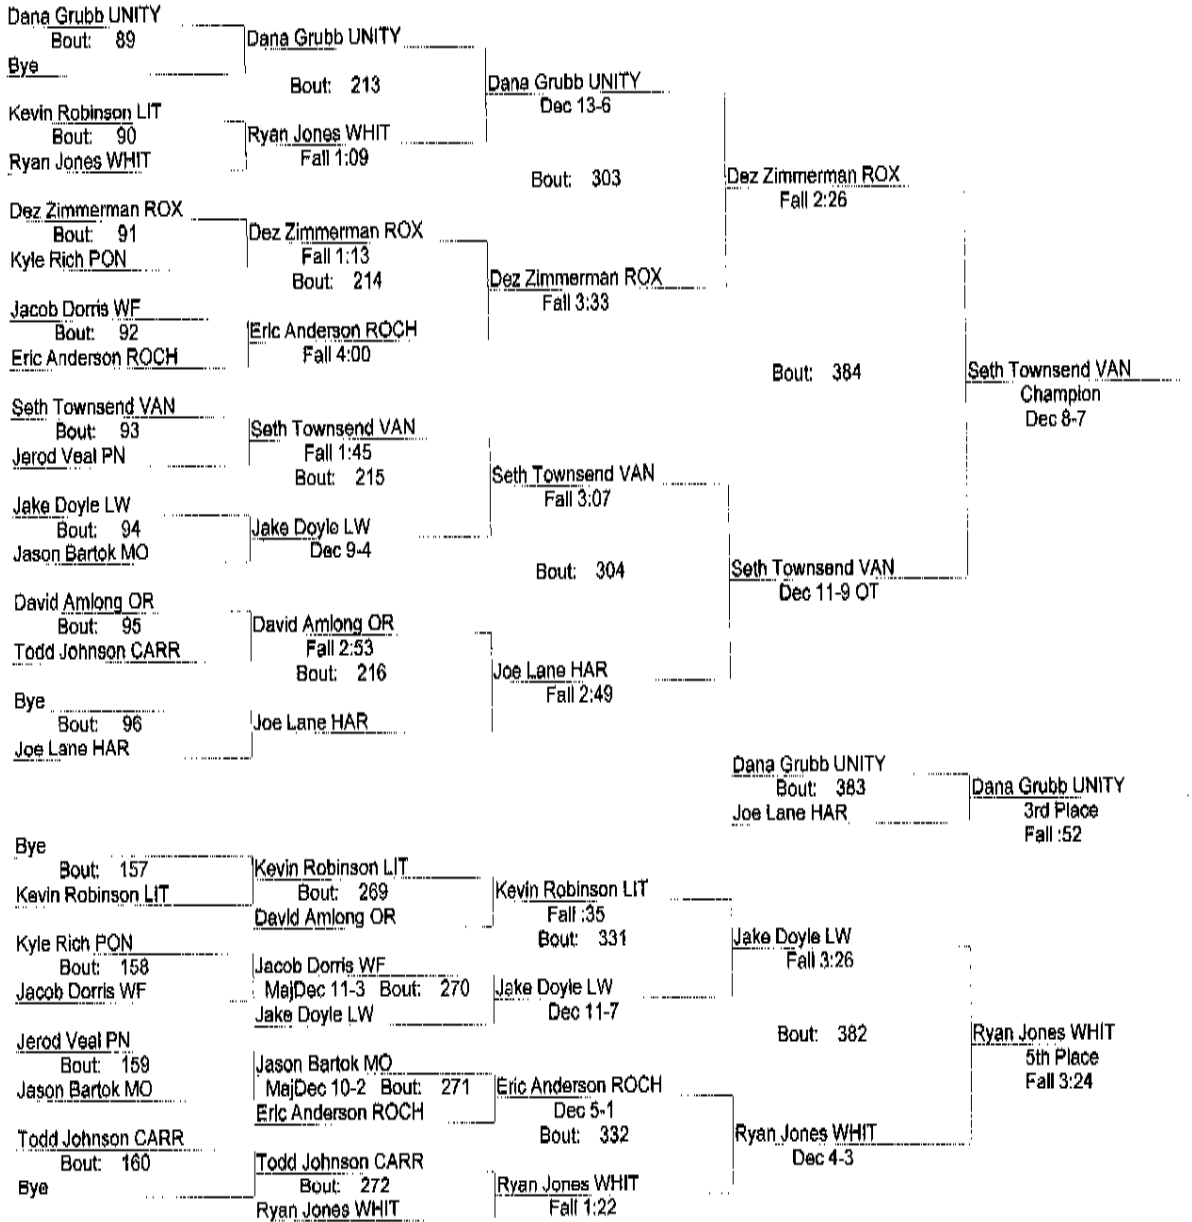 Dana Grubb UNITY
Bout: 89
Bye
Dana Grubb UNITY
Bout: 213
Dana Grubb UNITY
Dec 13-6
Kevin Robinson LIT
Bout: 90
Ryan Jones WHIT
Ryan Jones WHIT
Fall 1:09
Bout: 303
Dez Zimmerman ROX
Fall 2:26
Dez Zimmerman ROX
Bout: 91
Kyle Rich PON
Dez Zimmerman ROX
Fall 1:13
Bout: 214
Dez Zimmerman ROX
Fall 3:33
Jacob Dorris WF
Bout: 92
Eric Anderson ROCH
Eric Anderson ROCH
Fall 4:00
Bout: 384
Seth Townsend VAN
Champion
Dec 8-7
Seth Townsend VAN
Bout: 93
Jerod Veal PN
Seth Townsend VAN
Fall 1:45
Bout: 215
Seth Townsend VAN
Fall 3:07
Jake Doyle LW
Bout: 94
Jason Bartok MO
Jake Doyle LW
Dec 9-4
Bout: 304
Seth Townsend VAN
Dec 11-9 OT
David Amlong OR
Bout: 95
Todd Johnson CARR
David Amlong OR
Fall 2:53
Bout: 216
Joe Lane HAR
Fall 2:49
Bye
Bout: 96
Joe Lane HAR
Joe Lane HAR
Dana Grubb UNITY
Bout: 383
Joe Lane HAR
Dana Grubb UNITY
3rd Place
Fall :52
Bye
Bout: 157
Kevin Robinson LIT
Kevin Robinson LIT
Bout: 269
David Amlong OR
Kevin Robinson LIT
Fall :35
Bout: 331
Jake Doyle LW
Fall 3:26
Kyle Rich PON
Bout: 158
Jacob Dorris WF
Jacob Dorris WF
MajDec 11-3 Bout: 270
Jake Doyle LW
Jake Doyle LW
Dec 11-7
Bout: 382
Ryan Jones WHIT
5th Place
Fall 3:24
Jerod Veal PN
Bout: 159
Jason Bartok MO
Jason Bartok MO
MajDec 10-2 Bout: 271
Eric Anderson ROCH
Eric Anderson ROCH
Dec 5-1
Bout: 332
Ryan Jones WHIT
Dec 4-3
Todd Johnson CARR
Bout: 160
Bye
Todd Johnson CARR
Bout: 272
Ryan Jones WHIT
Ryan Jones WHIT
Fall 1:22